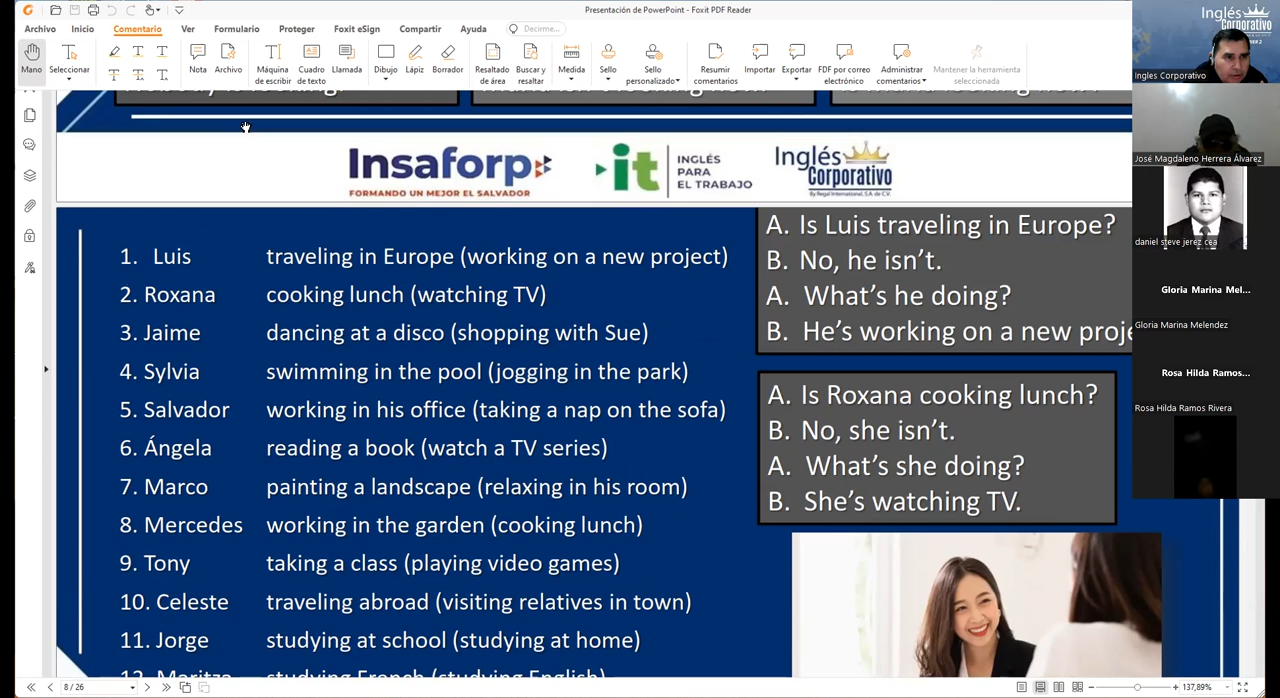 Presentación de PowerPoint - Foxit PDF Reader
Archivo Inicio Comentario Ver Formulario Proteger Foxit eSign Compartir Ayuda Decirme...
Mano Seleccionar Nota Archivo Máquina de escribir Cuadro de texto Llamada Dibujo Lápiz Borrador Resaltado de área Buscar y resaltar Medida Sello Sello personalizado Resumir comentarios Importar Exportar PDF por correo electrónico Administrar comentarios Mantener la herramienta seleccionada
Insaforp
FORMANDO UN MEJOR EL SALVADOR
it
INGLÉS
PARA
EL TRABAJO
Inglés
Corporativo
By Regal International, S.A. de C.V.
1. Luis traveling in Europe (working on a new project)
2. Roxana cooking lunch (watching TV)
3. Jaime dancing at a disco (shopping with Sue)
4. Sylvia swimming in the pool (jogging in the park)
5. Salvador working in his office (taking a nap on the sofa)
6. Ángela reading a book (watch a TV series)
7. Marco painting a landscape (relaxing in his room)
8. Mercedes working in the garden (cooking lunch)
9. Tony taking a class (playing video games)
10. Celeste traveling abroad (visiting relatives in town)
11. Jorge studying at school (studying at home)
12. Maritza studying French (studying English)
A. Is Luis traveling in Europe?
B. No, he isn't.
A. What's he doing?
B. He's working on a new proje
A. Is Roxana cooking lunch?
B. No, she isn't.
A. What's she doing?
B. She's watching TV.
Inglés
Corporativo
Ingles Corporativo
José Magdaleno Herrera Álvarez
daniel steve jerez cea
Gloria Marina Mel...
Gloria Marina Melendez
Rosa Hilda Ramos...
Rosa Hilda Ramos Rivera
8 / 26
137,89%